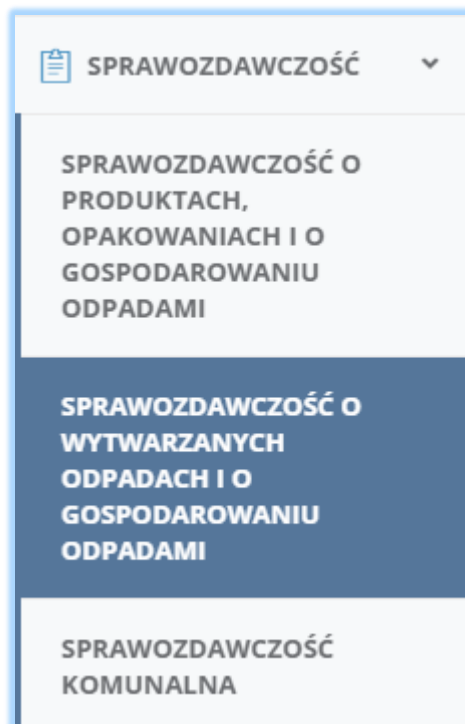 SPRAWOZDAWCZOŚĆ
SPRAWOZDAWCZOŚĆ O
PRODUKTACH,
OPAKOWANIACH I O
GOSPODAROWANIU
ODPADAMI
SPRAWOZDAWCZOŚĆ O
WYTWARZANYCH
ODPADACH I O
GOSPODAROWANIU
ODPADAMI
SPRAWOZDAWCZOŚĆ
KOMUNALNA